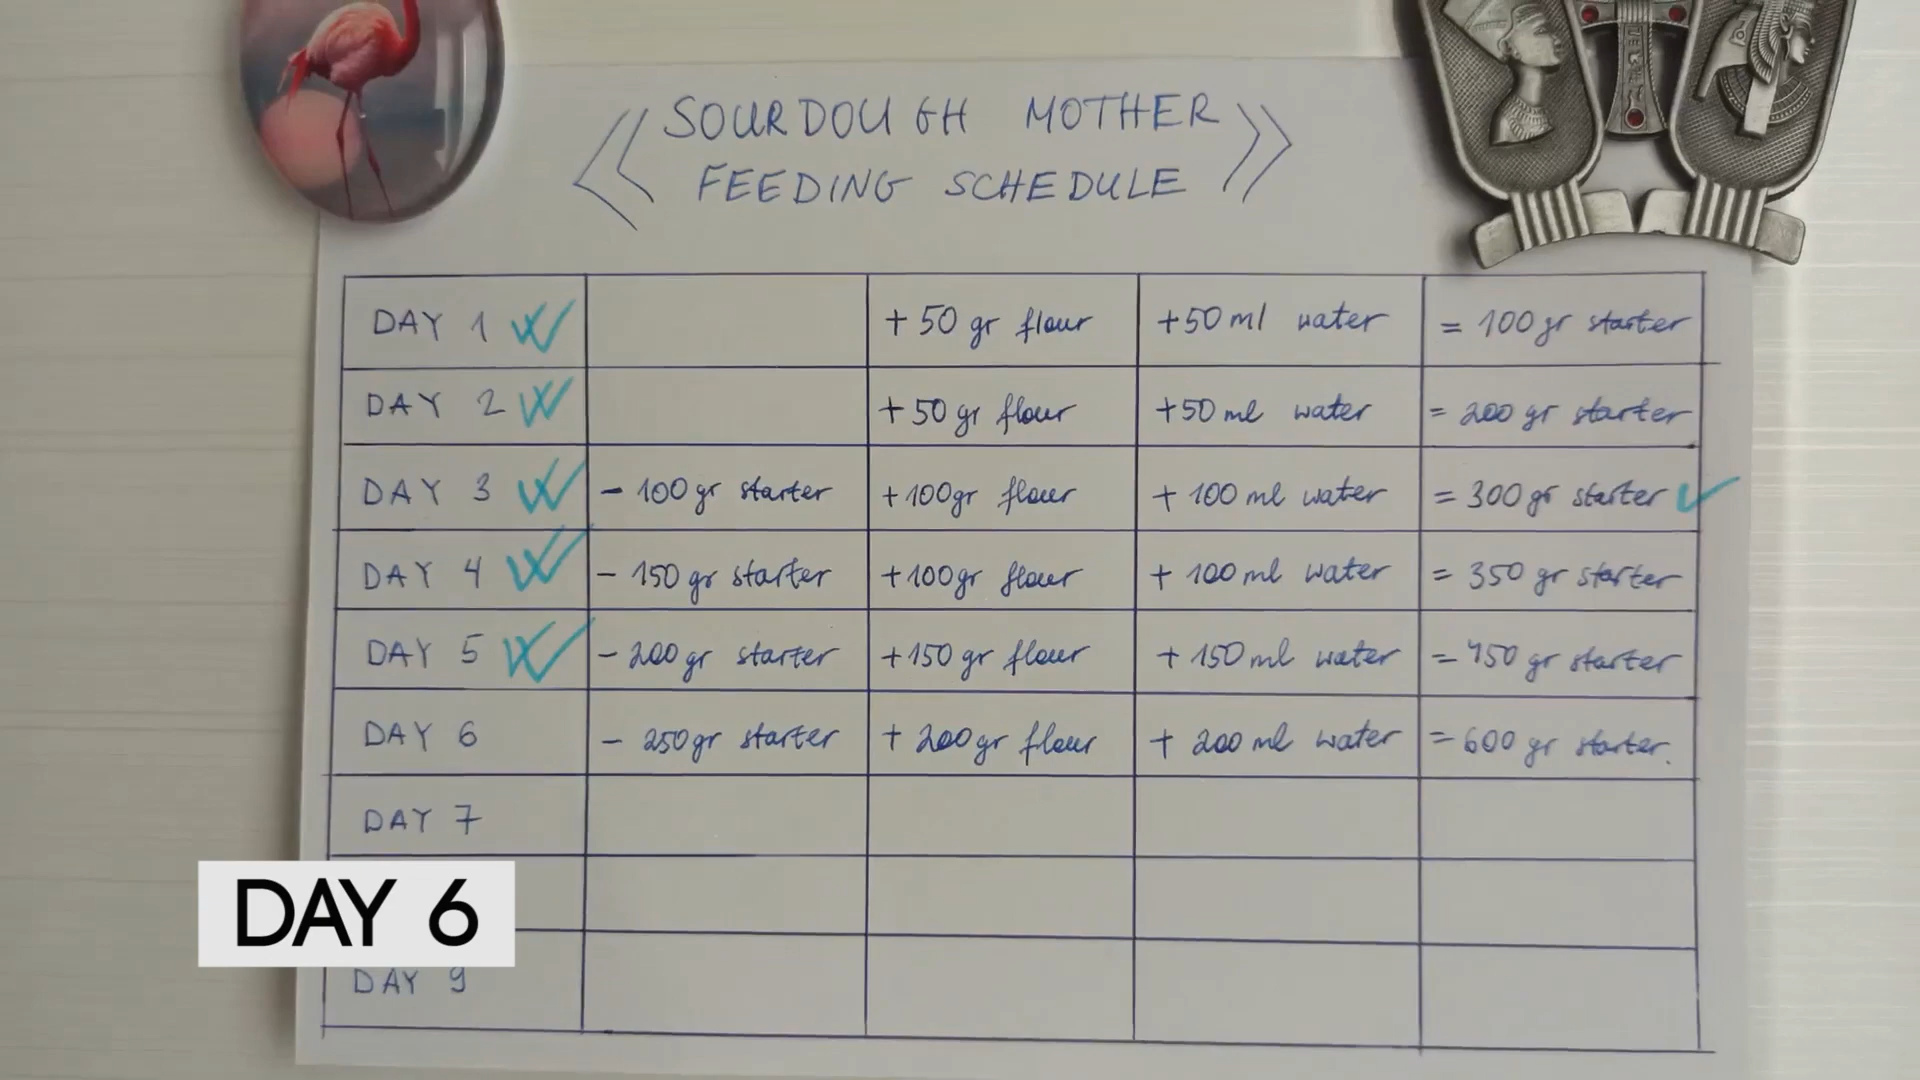 SOURDOUGH MOTHER
FEEDING SCHEDULE
DAY 1 +50 gr flour +50 ml water = 100 gr starter
DAY 2 +50 gr flour +50 ml water = 200 gr starter
DAY 3 - 100 gr starter +100 gr flour + 100 ml water = 300 gr starter
DAY 4 - 150 gr starter +100 gr flour + 100 ml water = 350 gr starter
DAY 5 - 200 gr starter +150 gr flour + 150 ml water = 450 gr starter
DAY 6 - 250 gr starter + 200 gr flour + 200 ml water = 600 gr starter.
DAY 7
DAY 6
DAY 9